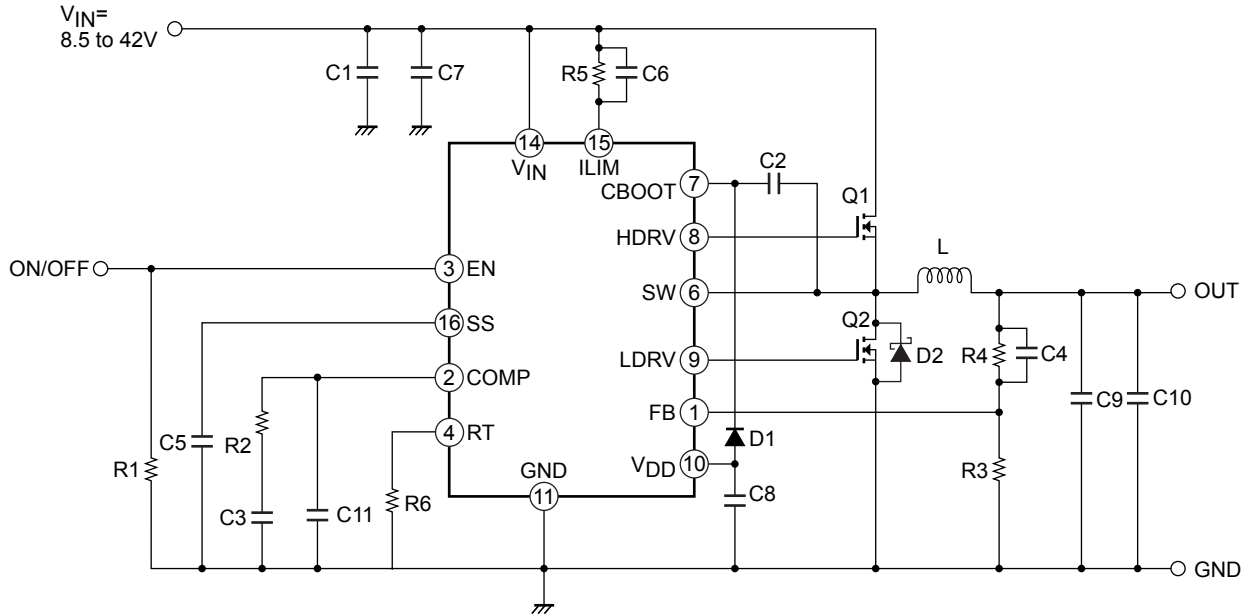 VIN=
8.5 to 42V
C1
C7
R5
C6
14
15
VIN
ILIM
C2
CBOOT
7
Q1
HDRV
8
L
ON/OFF
3
EN
SW
6
OUT
16
SS
Q2
D2
R4
C4
LDRV
9
2
COMP
C9
C10
FB
1
C5
R2
4
RT
D1
R1
GND
VDD
10
R3
11
C8
C3
C11
R6
GND